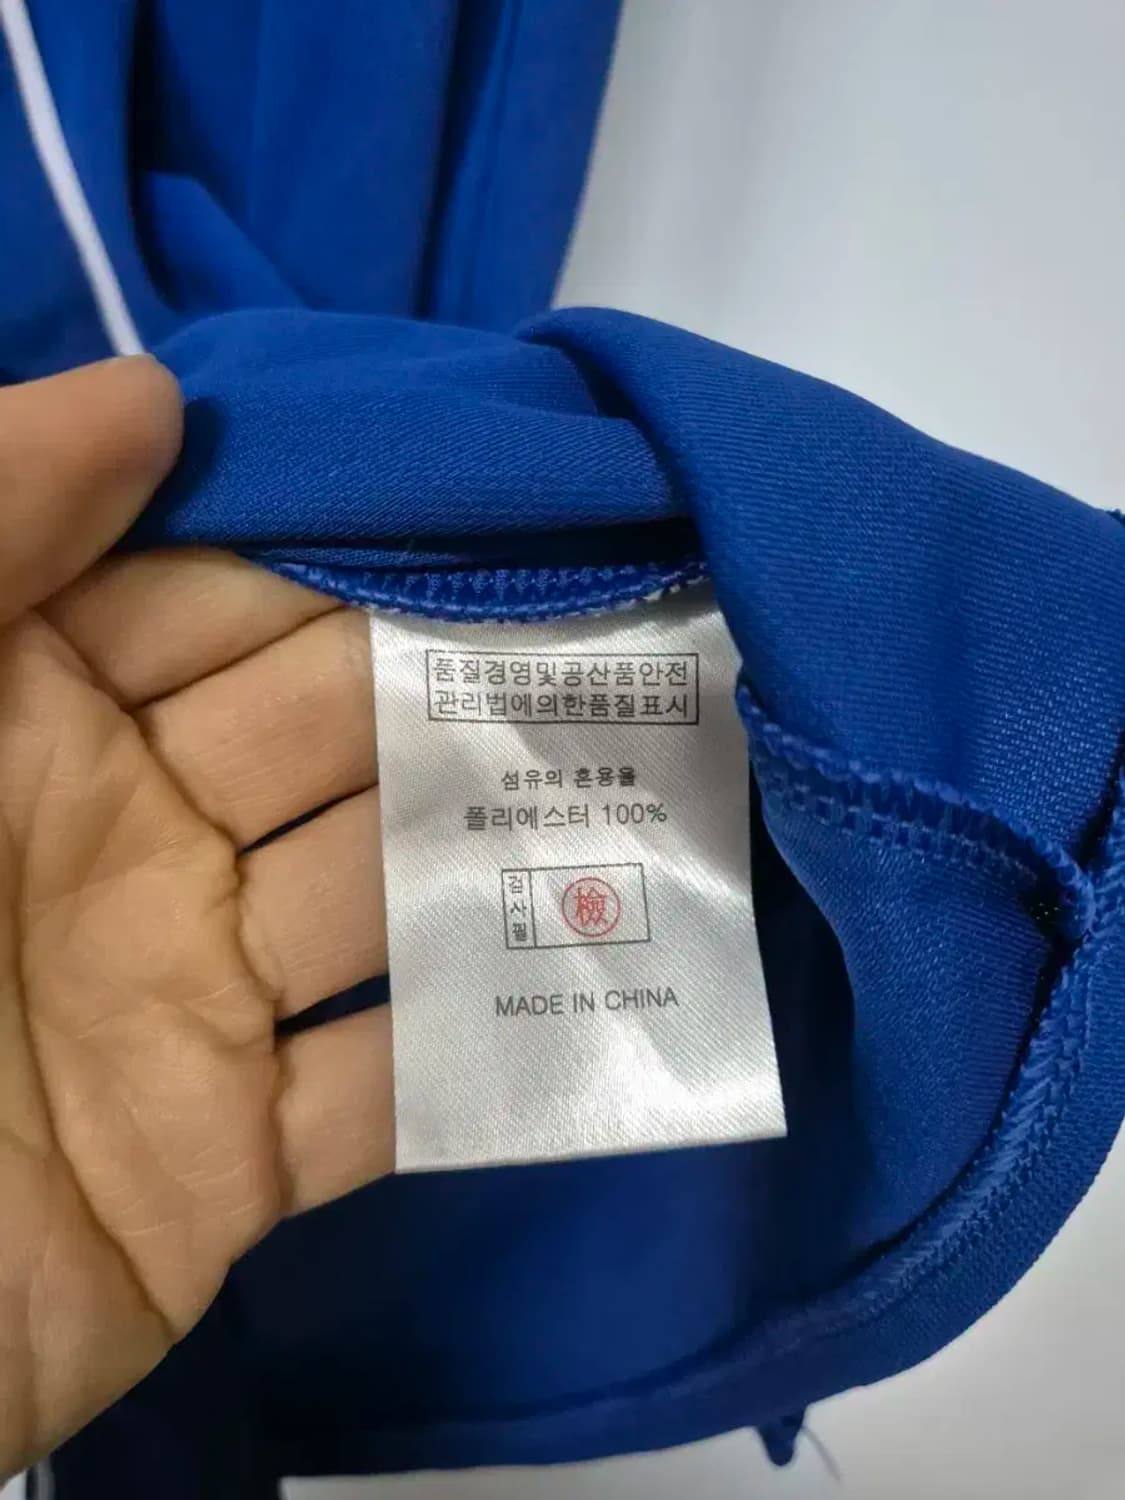 품질경영및공산품안전
관리법에의한품질표시
섬유의 혼용율
폴리에스터 100%
검사필
檢
MADE IN CHINA